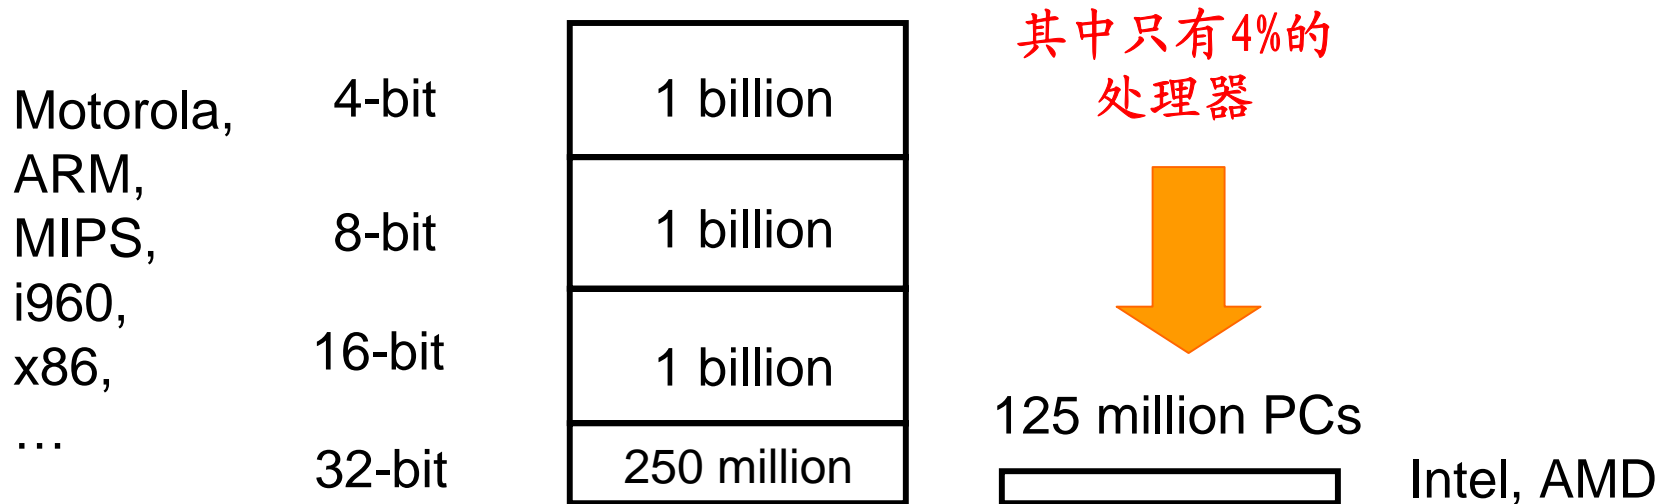 Motorola,
ARM,
MIPS,
i960,
x86,
…
4-bit
8-bit
16-bit
32-bit
1 billion
1 billion
1 billion
250 million
其中只有4%的
处理器
125 million PCs
Intel, AMD